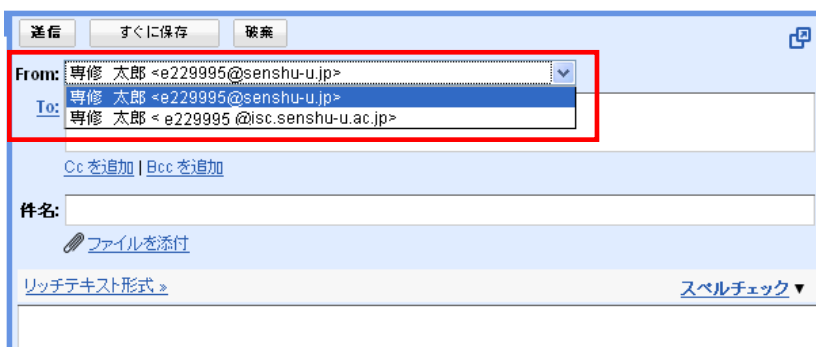 送信 すぐに保存 破棄
From: 専修 太郎 <e229995@senshu-u.jp>
専修 太郎 <e229995@senshu-u.jp>
To:
専修 太郎 < e229995 @isc.senshu-u.ac.jp>
Cc を追加 | Bcc を追加
件名:
ファイルを添付
リッチテキスト形式 » スペルチェック ▼